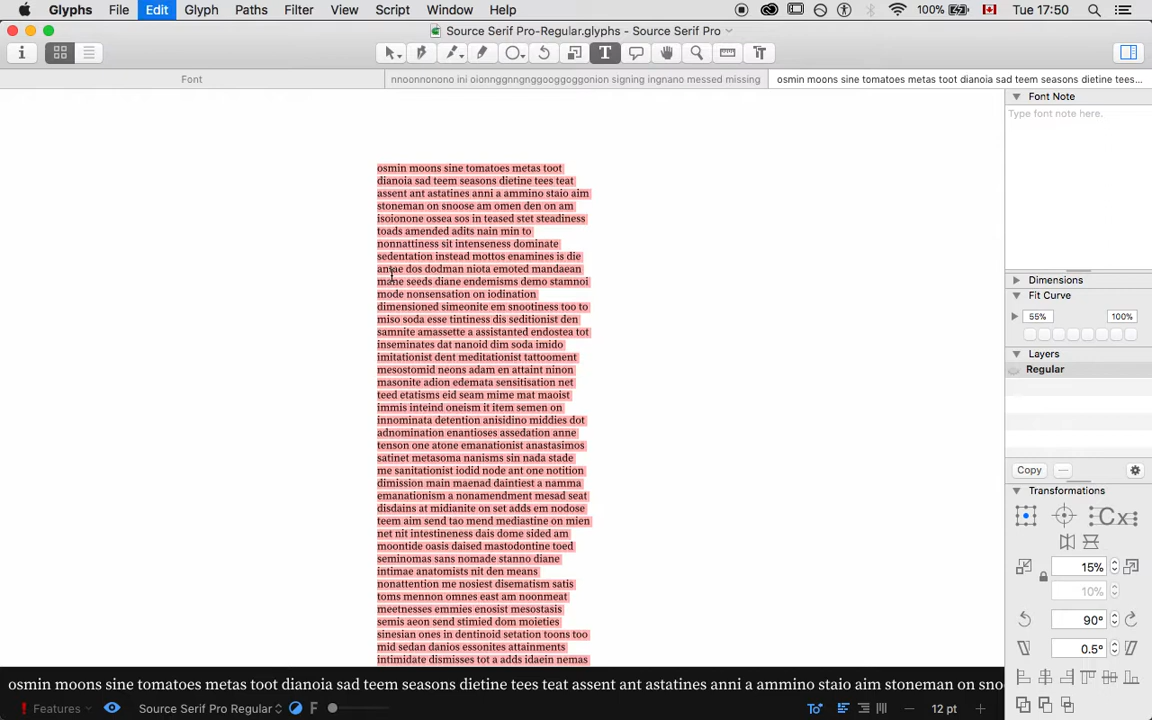 Glyphs File Edit Glyph Paths Filter View Script Window Help 100% Tue 17:50
Source Serif Pro-Regular.glyphs - Source Serif Pro
Font nnoonnonono ini oionnggnngnggooggoggonion signing ingnano messed missing osmin moons sine tomatoes metas toot dianoia sad teem seasons dietine tees...
Font Note
Type font note here.
osmin moons sine tomatoes metas toot
dianoia sad teem seasons dietine tees teat
assent ant astatines anni a ammino staio aim
stoneman on snoose am omen den on am
isoionone ossea sos in teased stet steadiness
toads amended adits nain min to
nonnattiness sit intenseness dominate
sedentation instead mottos enamines is die
antae dos dodman niota emoted mandaean
mane seeds diane endemisms demo stamnoi
mode nonsensation on iodination
dimensioned simeonite em snootiness too to
miso soda esse tintiness dis seditionist den
samnite amassette a assistanted endostea tot
inseminates dat nanoid dim soda imido
imitationist dent meditationist tattooment
mesostomid neons adam en attaint ninon
masonite adion edemata sensitisation net
teed etatisms eid seam mime mat maoist
immis inteind oneism it item semen on
innominata detention anisidino middies dot
adnomination enantioses assedation anne
tenson one atone emanationist anastasimos
satinet metasoma nanisms sin nada stade
me sanitationist iodid node ant one notition
dimission main maenad daintiest a namma
emanationism a nonamendment mesad seat
disdains at midianite on set adds em nodose
teem aim send tao mend mediastine on mien
net nit intestineness dais dome sided am
moontide oasis daised mastodontine toed
seminomas sans nomade stanno diane
intimae anatomists nit den means
nonattention me nosiest disematism satis
toms mennon omnes east am noonmeat
meetnesses emmies enosist mesostasis
semis aeon send stimied dom moieties
sinesian ones in dentinoid setation toons too
mid sedan danios essonites attainments
intimidate dismisses tot a adds idaein nemas
Dimensions
Fit Curve
55% 100%
Layers
Regular
Copy
Transformations
15%
10%
90°
0.5°
osmin moons sine tomatoes metas toot dianoia sad teem seasons dietine tees teat assent ant astatines anni a ammino staio aim stoneman on snoo
Features Source Serif Pro Regular F 12 pt